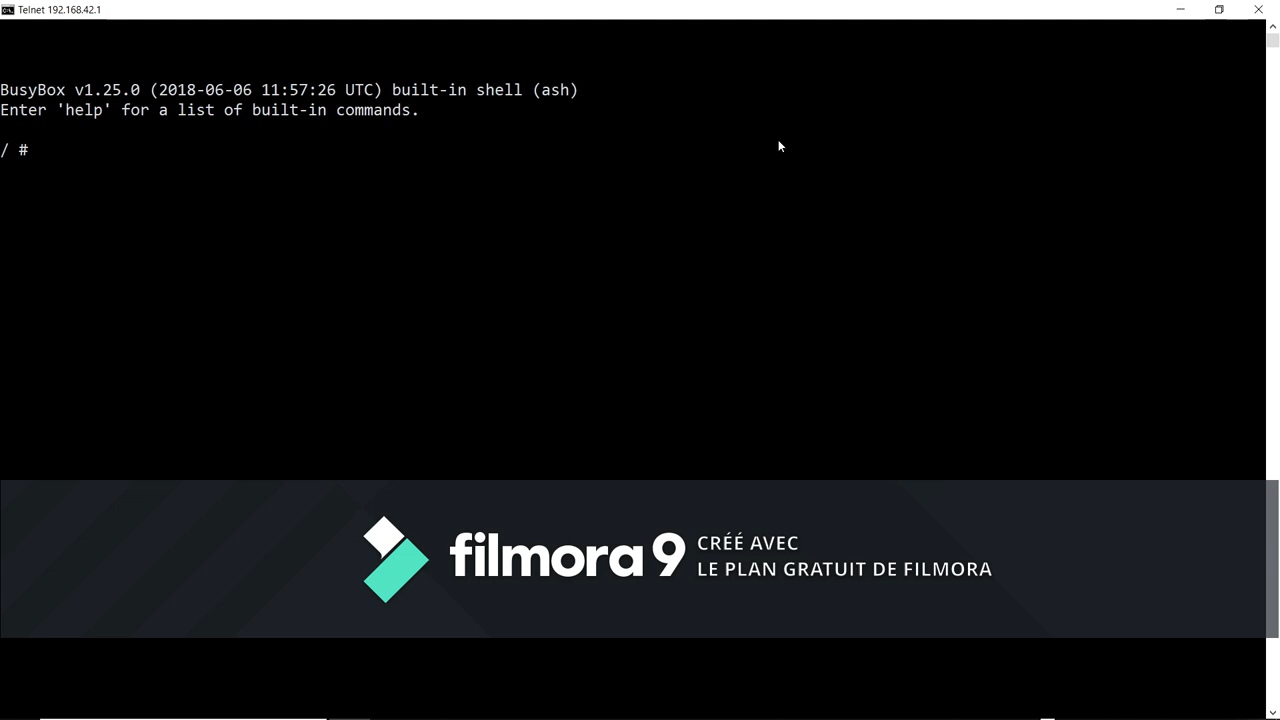 Telnet 192.168.42.1
BusyBox v1.25.0 (2018-06-06 11:57:26 UTC) built-in shell (ash)
Enter 'help' for a list of built-in commands.
/ #
filmora 9
CRÉÉ AVEC
LE PLAN GRATUIT DE FILMORA